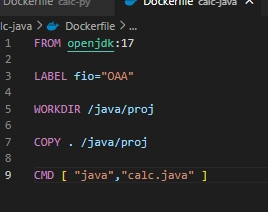 Dockerfile calc-py
Dockerfile calc-java
lc-java > Dockerfile > ...
1 FROM openjdk:17
2
3 LABEL fio="OAA"
4
5 WORKDIR /java/proj
6
7 COPY . /java/proj
8
9 CMD [ "java","calc.java" ]